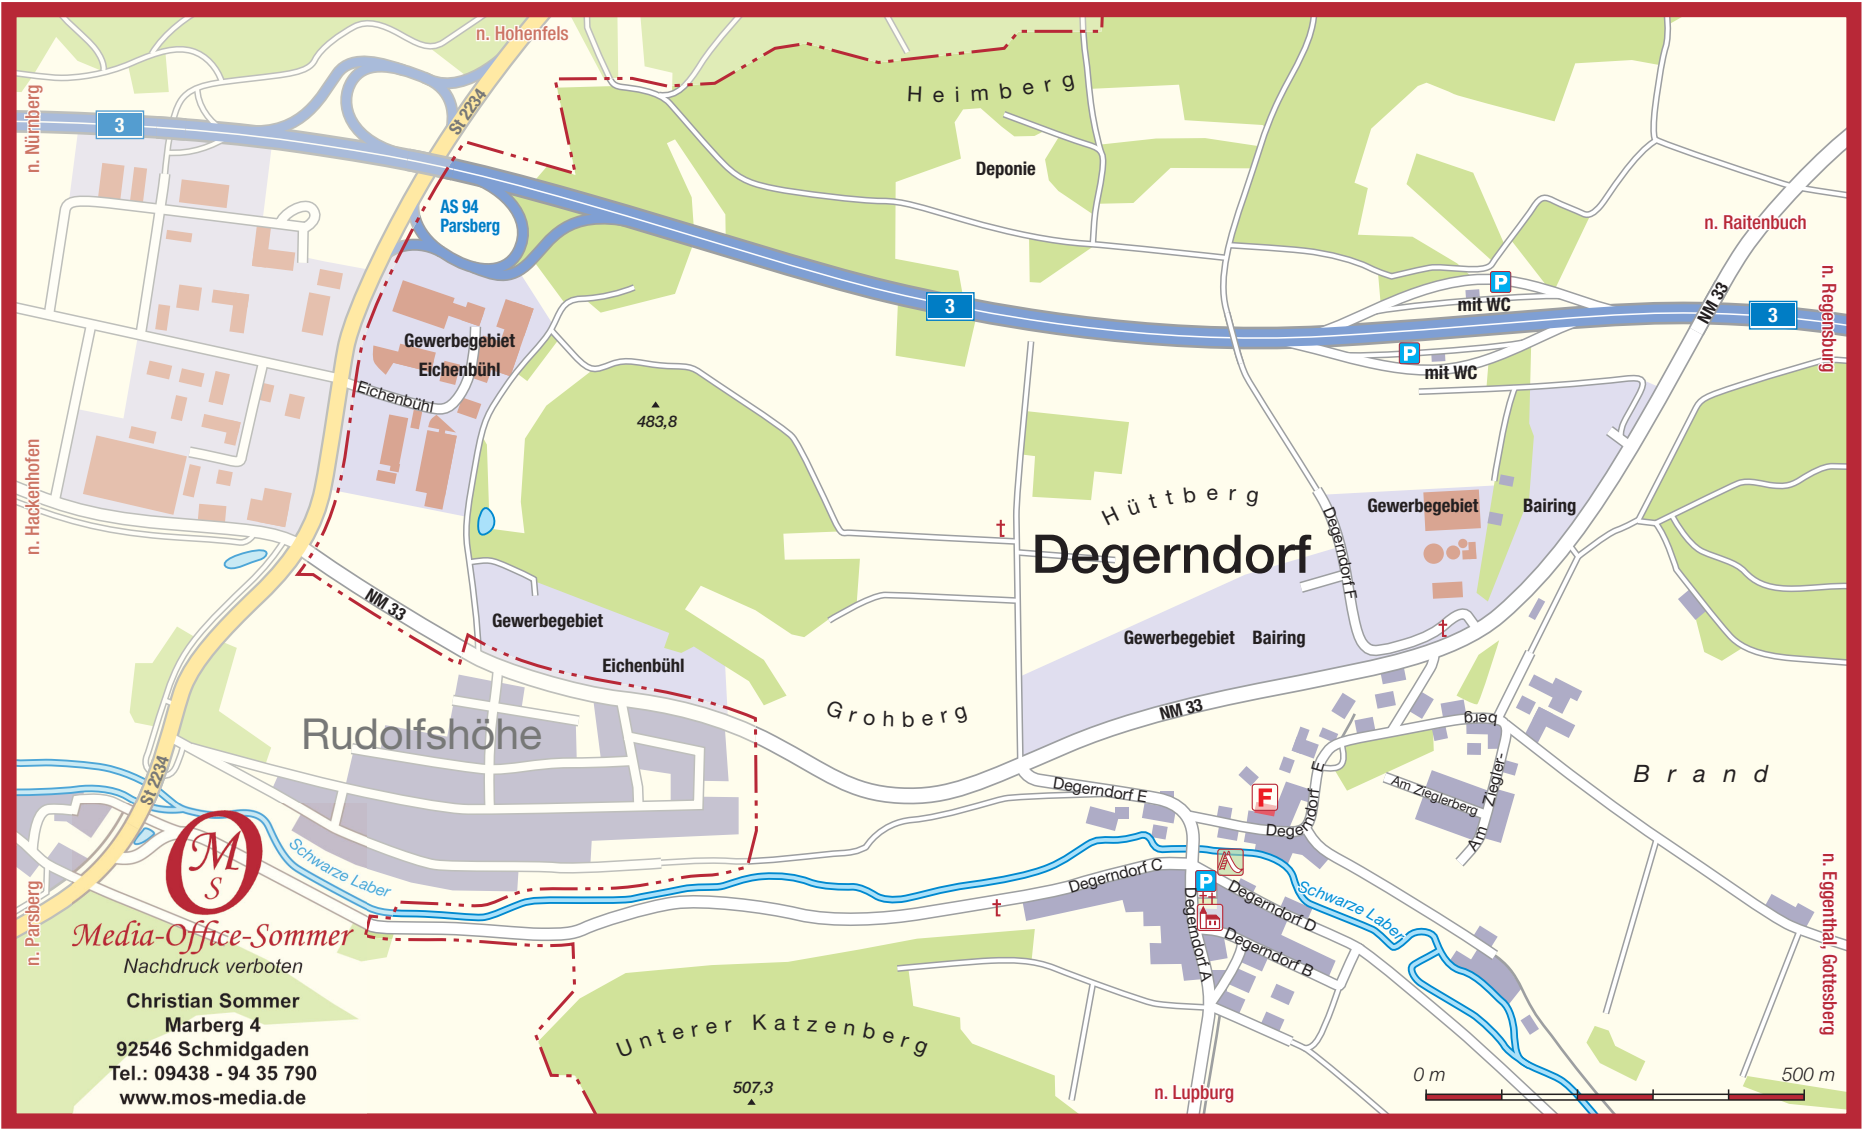 n. Hohenfels
n. Nürnberg
3
St 2234
Heimberg
Deponie
AS 94
Parsberg
n. Raitenbuch
P
mit WC
3
NM 33
3
n. Regensburg
P
mit WC
Gewerbegebiet
Eichenbühl
Eichenbühl
483,8
n. Hackenhofen
Hüttberg
Degerndorf
Degerndorf F
Gewerbegebiet
Bairing
NM 33
Gewerbegebiet
Eichenbühl
Gewerbegebiet Bairing
Grohberg
NM 33
Rudolfshöhe
St 2234
Am Ziegler-
berg
Am Zieglerberg
Brand
Degerndorf E
Degerndorf E
F
Schwarze Laber
Degerndorf C
P
Degerndorf D
Schwarze Laber
Degerndorf A
Degerndorf B
n. Parsberg
n. Eggenthal, Gottesberg
M
S
Media-Office-Sommer
Nachdruck verboten
Christian Sommer
Marberg 4
92546 Schmidgaden
Tel.: 09438 - 94 35 790
www.mos-media.de
Unterer Katzenberg
507,3
n. Lupburg
0 m
500 m